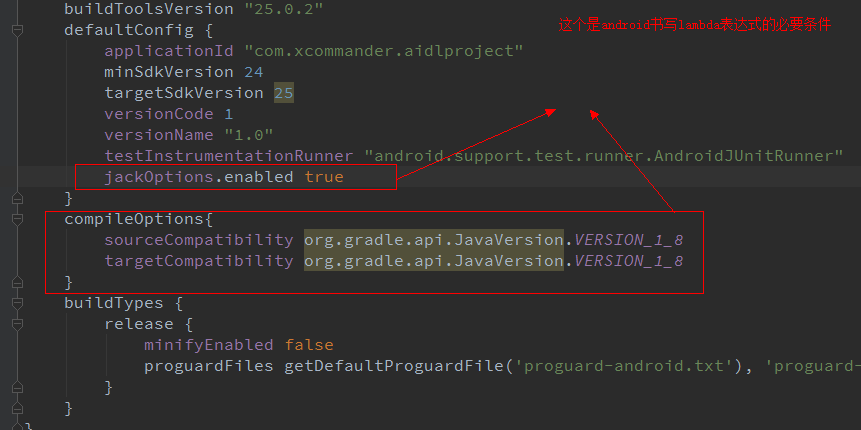 buildToolsVersion "25.0.2"
这个是android书写lambda表达式的必要条件
defaultConfig {
applicationId "com.xcommander.aidlproject"
minSdkVersion 24
targetSdkVersion 25
versionCode 1
versionName "1.0"
testInstrumentationRunner "android.support.test.runner.AndroidJUnitRunner"
jackOptions.enabled true
}
compileOptions{
sourceCompatibility org.gradle.api.JavaVersion.VERSION_1_8
targetCompatibility org.gradle.api.JavaVersion.VERSION_1_8
}
buildTypes {
release {
minifyEnabled false
proguardFiles getDefaultProguardFile('proguard-android.txt'), 'proguard-
}
}
}